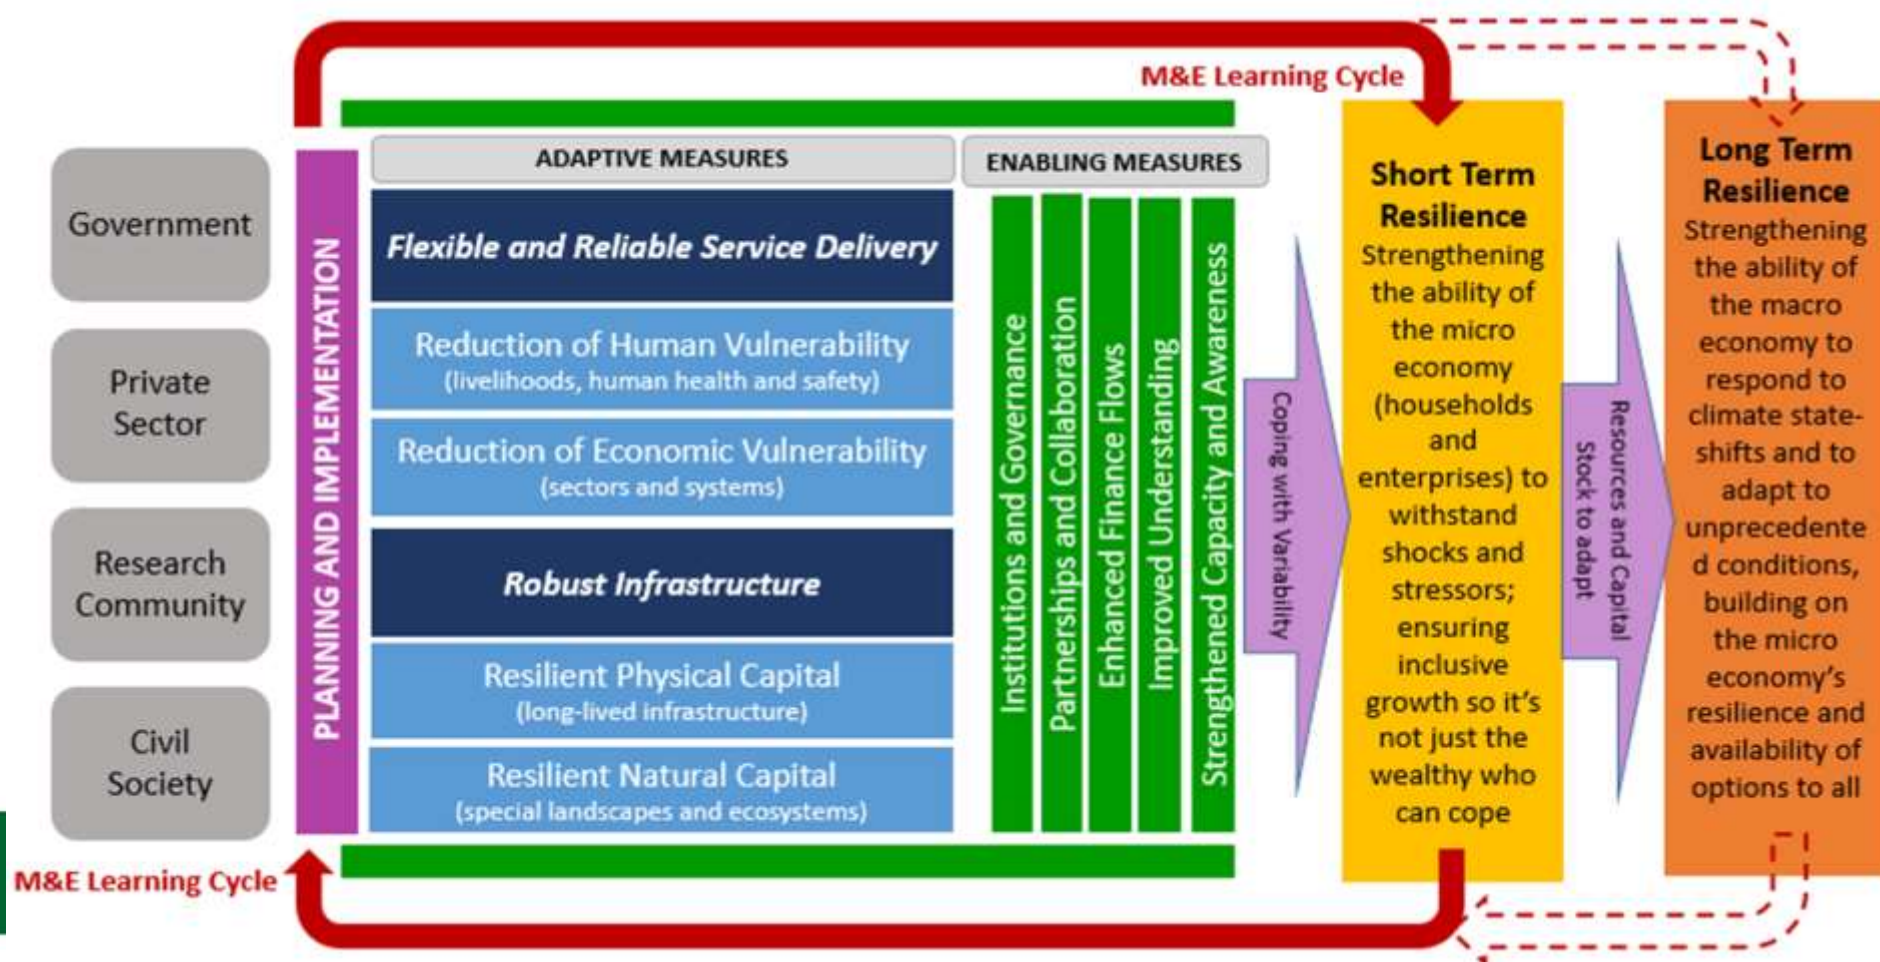 M&E Learning Cycle
Government
Private
Sector
Research
Community
Civil
Society
M&E Learning Cycle
PLANNING AND IMPLEMENTATION
ADAPTIVE MEASURES
Flexible and Reliable Service Delivery
Reduction of Human Vulnerability
(livelihoods, human health and safety)
Reduction of Economic Vulnerability
(sectors and systems)
Robust Infrastructure
Resilient Physical Capital
(long-lived infrastructure)
Resilient Natural Capital
(special landscapes and ecosystems)
ENABLING MEASURES
Institutions and Governance
Partnerships and Collaboration
Enhanced Finance Flows
Improved Understanding
Strengthened Capacity and Awareness
Coping with Variability
Short Term
Resilience
Strengthening
the ability of
the micro
economy
(households
and
enterprises) to
withstand
shocks and
stressors;
ensuring
inclusive
growth so it's
not just the
wealthy who
can cope
Resources and Capital
Stock to adapt
Long Term
Resilience
Strengthening
the ability of
the macro
economy to
respond to
climate state-
shifts and to
adapt to
unprecedente
d conditions,
building on
the micro
economy's
resilience and
availability of
options to all